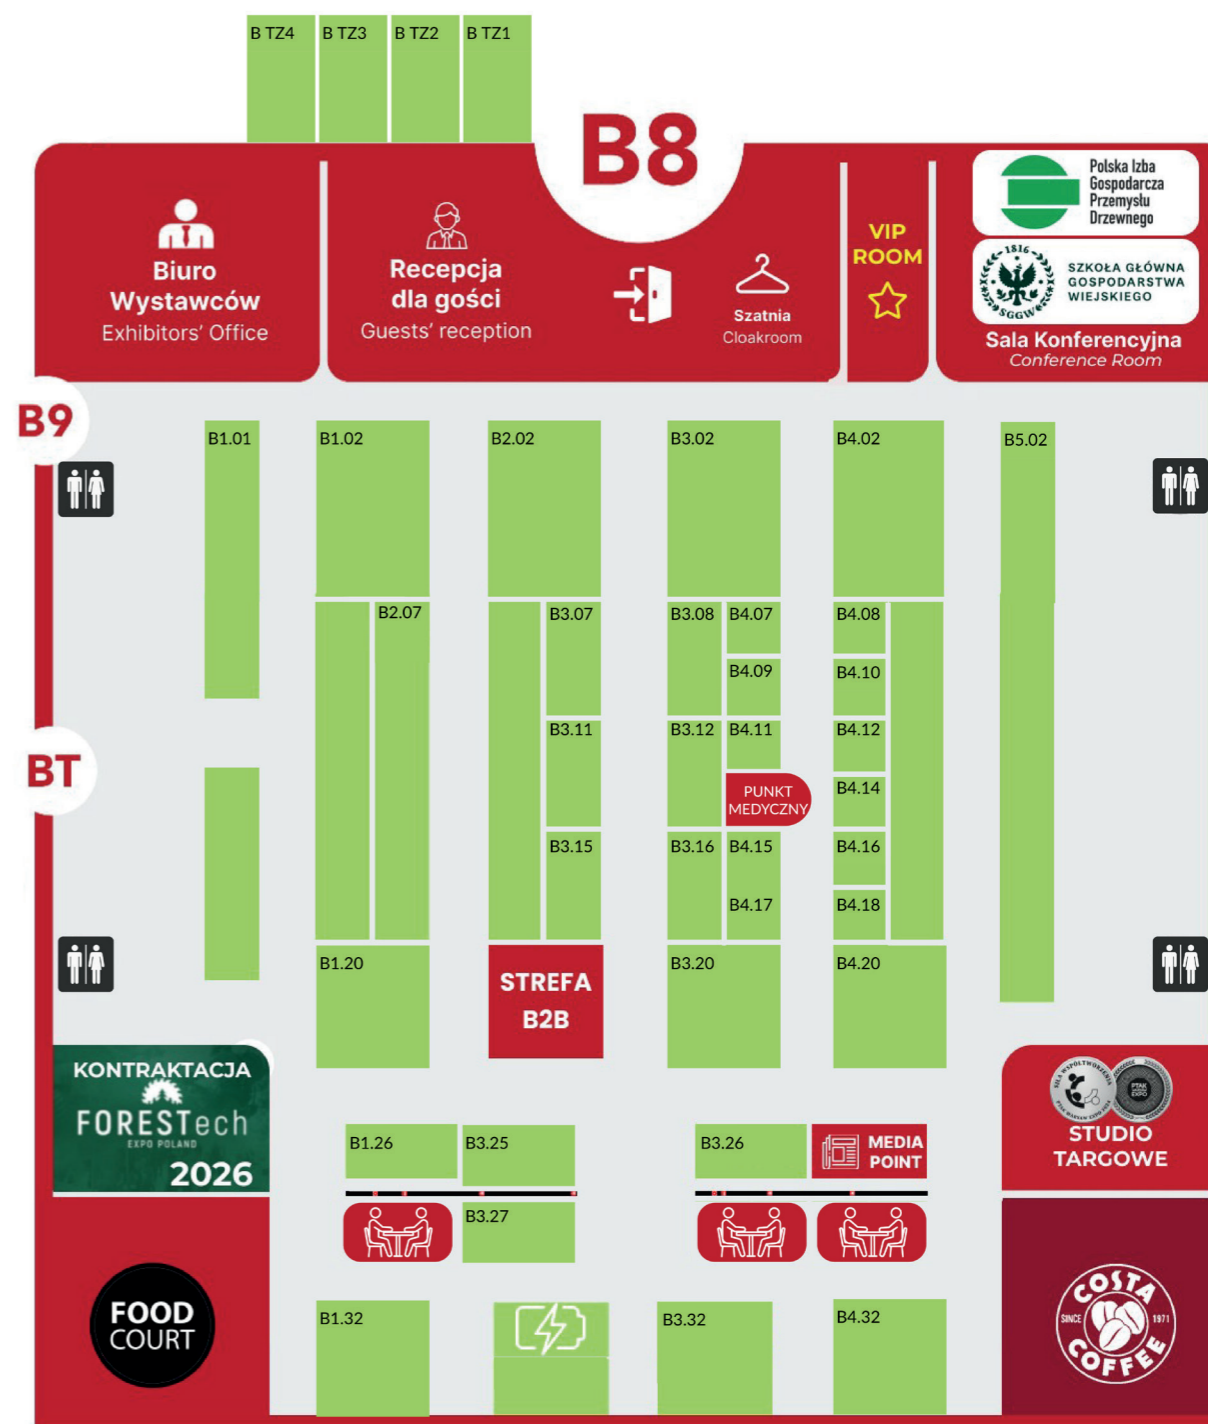 B TZ4
B TZ3
B TZ2
B TZ1
B8
Biuro
Wystawców
Exhibitors' Office
Recepcja
dla gości
Guests' reception
Szatnia
Cloakroom
VIP
ROOM
Polska Izba
Gospodarcza
Przemysłu
Drzewnego
1816
SGGW
SZKOŁA GŁÓWNA
GOSPODARSTWA
WIEJSKIEGO
Sala Konferencyjna
Conference Room
B9
B1.01
B1.02
B2.02
B3.02
B4.02
B5.02
B2.07
B3.07
B3.08
B4.07
B4.08
B4.09
B4.10
B3.11
B3.12
B4.11
B4.12
BT
PUNKT
MEDYCZNY
B4.14
B3.15
B3.16
B4.15
B4.16
B4.17
B4.18
B1.20
STREFA
B2B
B3.20
B4.20
KONTRAKTACJA
FORESTech
EXPO POLAND
2026
B1.26
B3.25
B3.26
MEDIA
POINT
PTAK
EXPO
STUDIO
TARGOWE
B3.27
FOOD
COURT
B1.32
B3.32
B4.32
COSTA
SINCE
1971
COFFEE